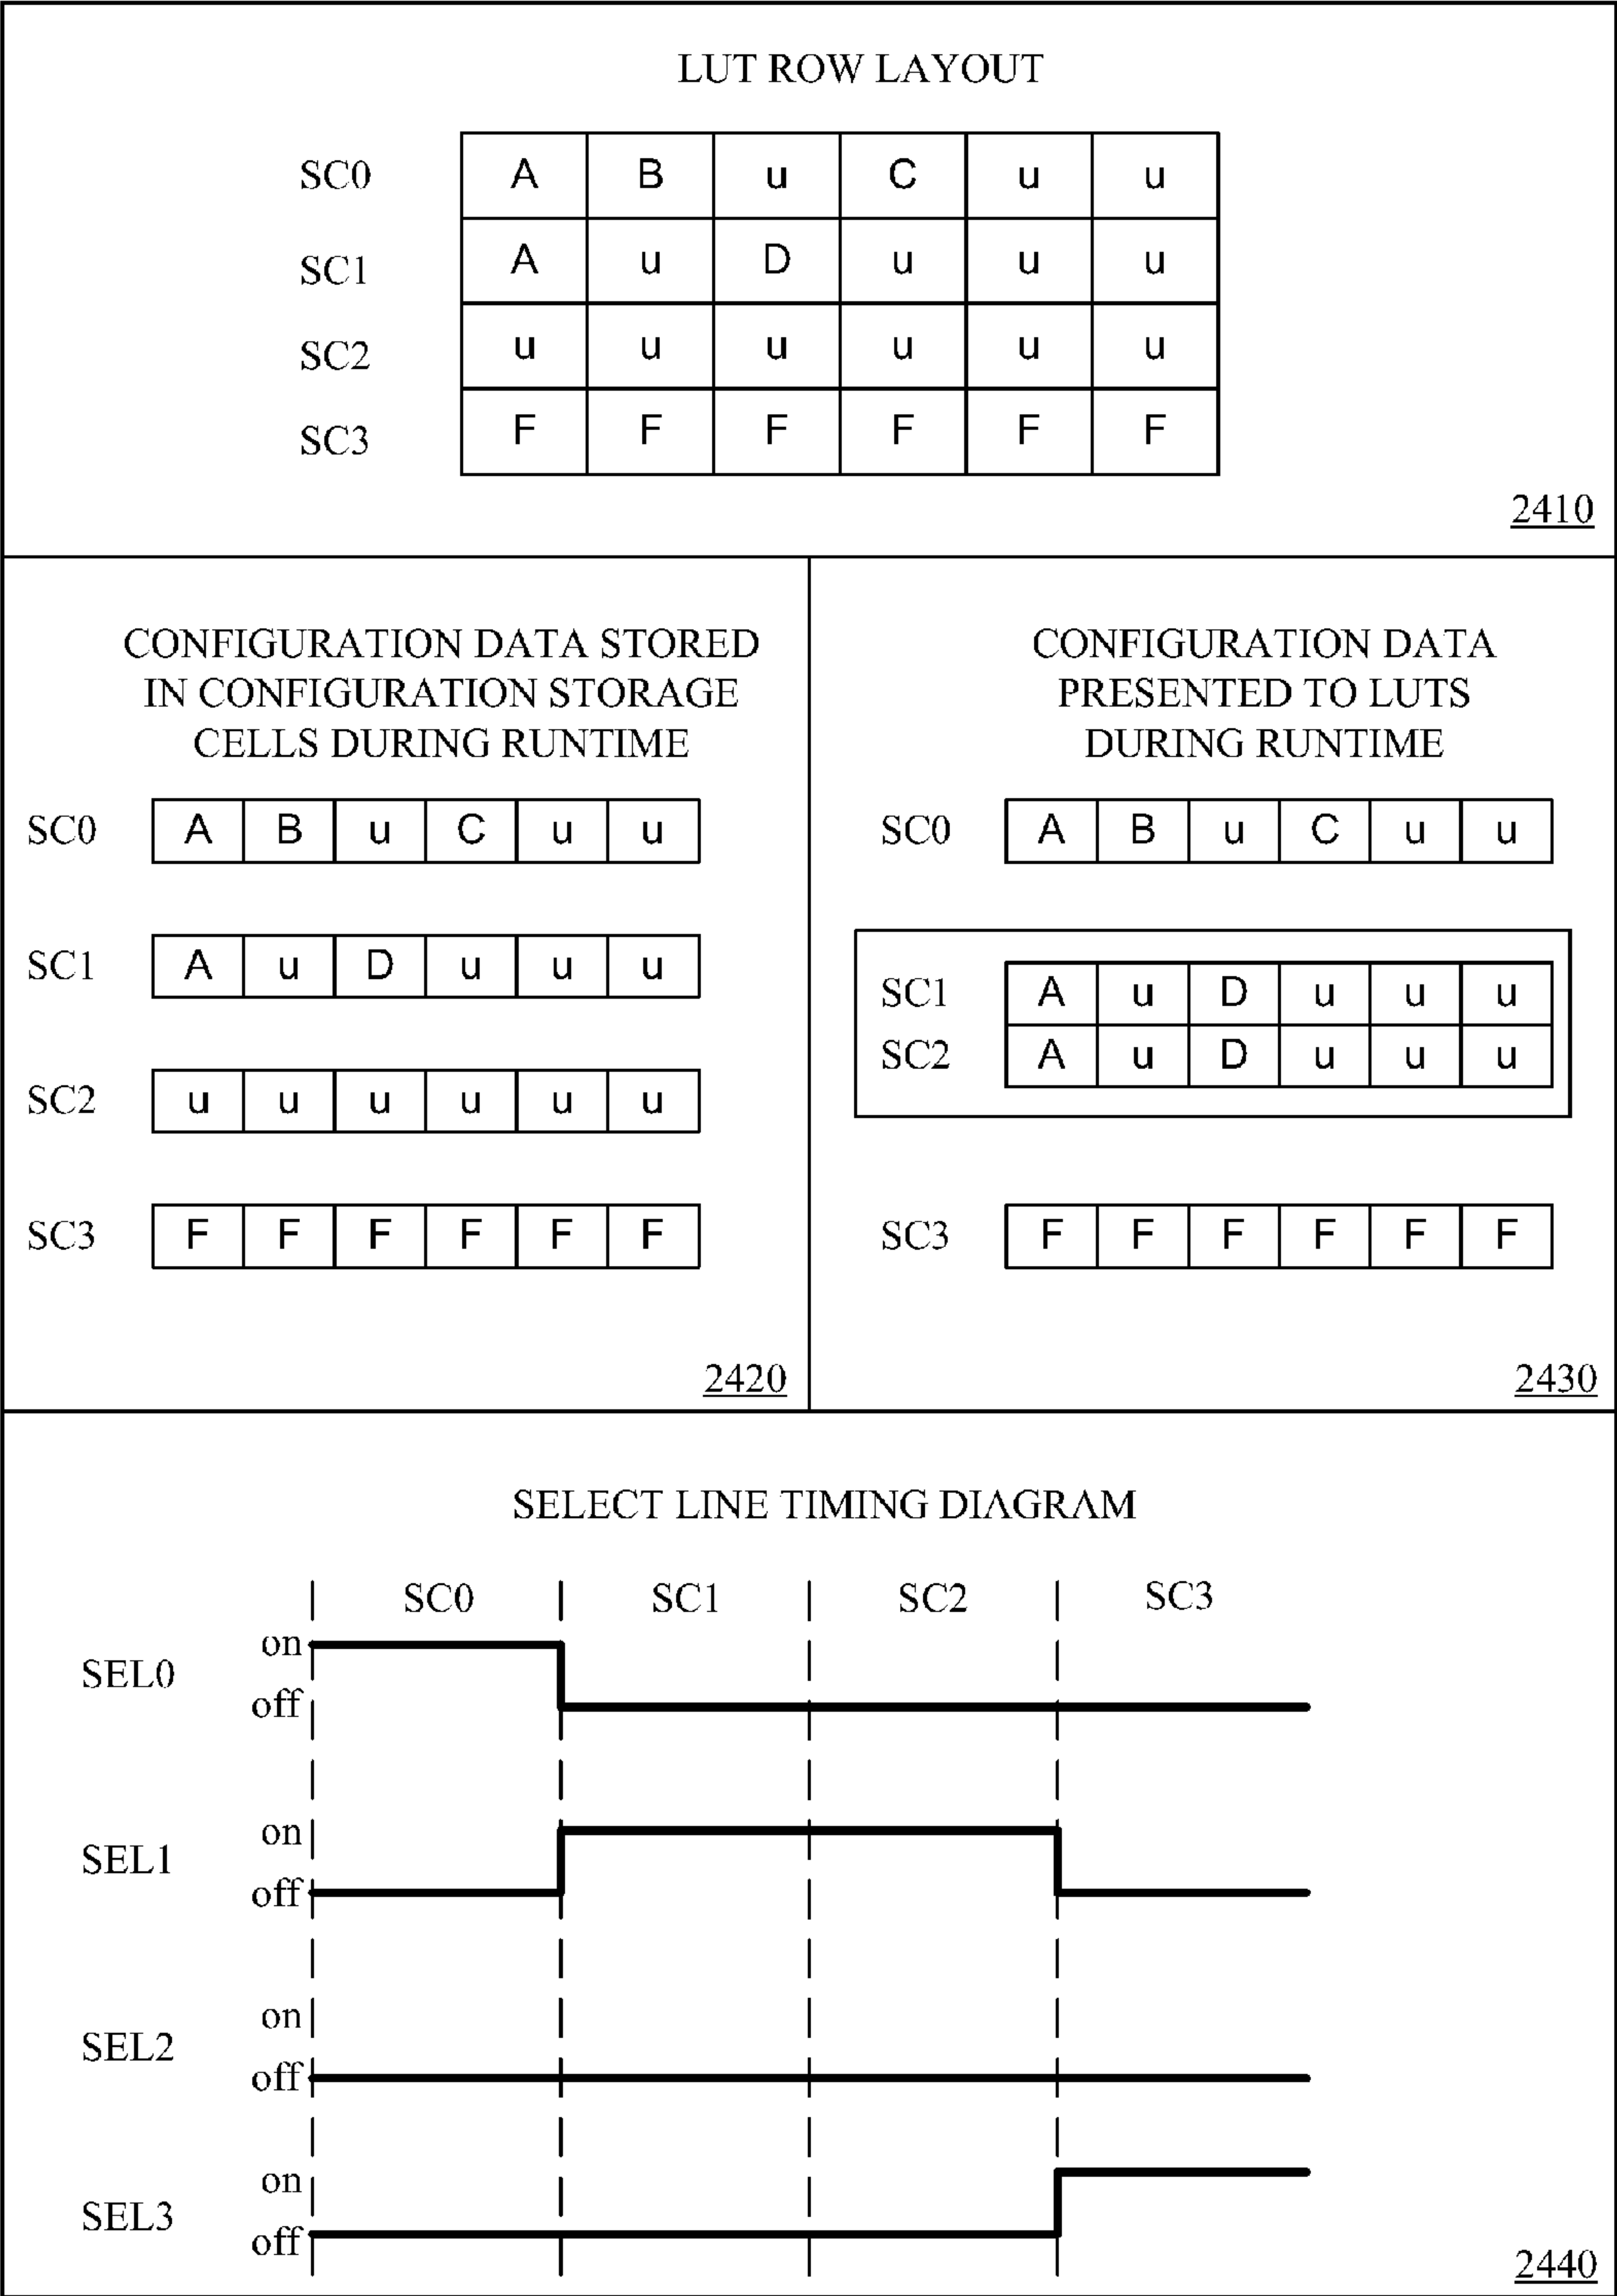 LUT ROW LAYOUT
SC0 A B u C u u
SC1 A u D u u u
SC2 u u u u u u
SC3 F F F F F F
2410
CONFIGURATION DATA STORED
IN CONFIGURATION STORAGE
CELLS DURING RUNTIME
SC0 A B u C u u
SC1 A u D u u u
SC2 u u u u u u
SC3 F F F F F F
2420
CONFIGURATION DATA
PRESENTED TO LUTS
DURING RUNTIME
SC0 A B u C u u
SC1 A u D u u u
SC2 A u D u u u
SC3 F F F F F F
2430
SELECT LINE TIMING DIAGRAM
SC0 SC1 SC2 SC3
on
SEL0
off
on
SEL1
off
on
SEL2
off
on
SEL3
off
2440